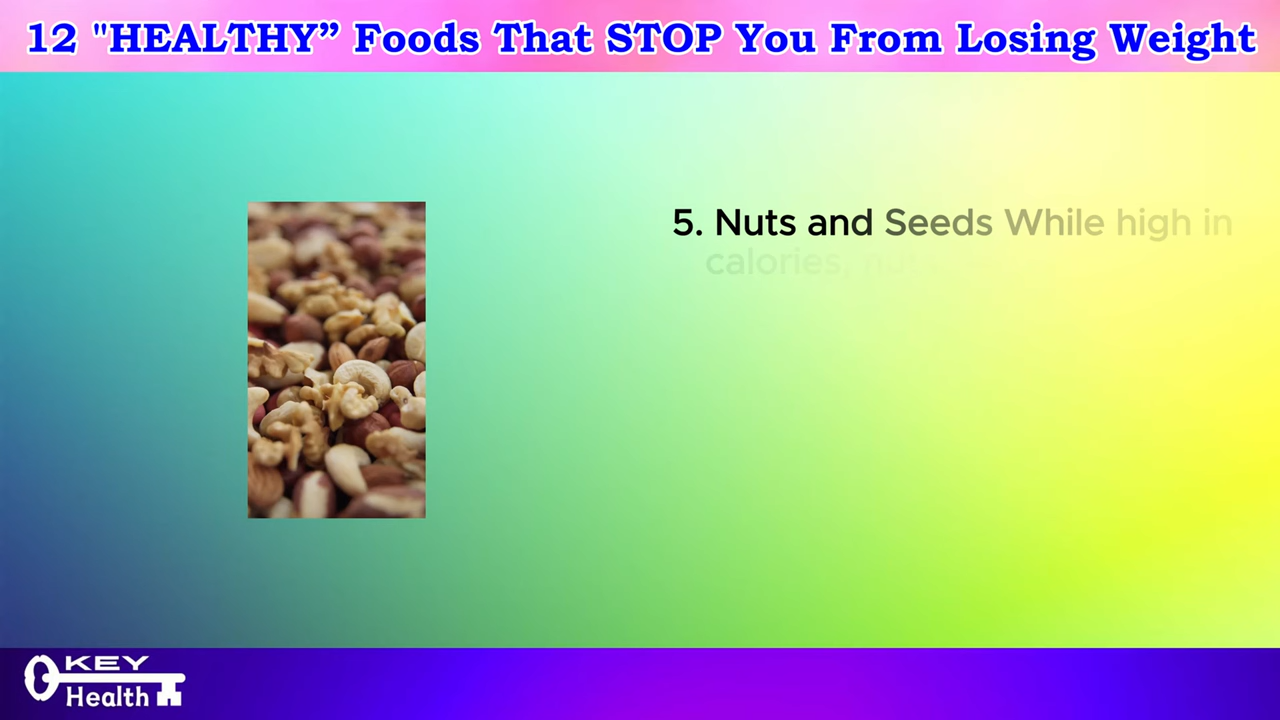 12 "HEALTHY” Foods That STOP You From Losing Weight
5. Nuts and Seeds While high in
calories,
KEY
Health